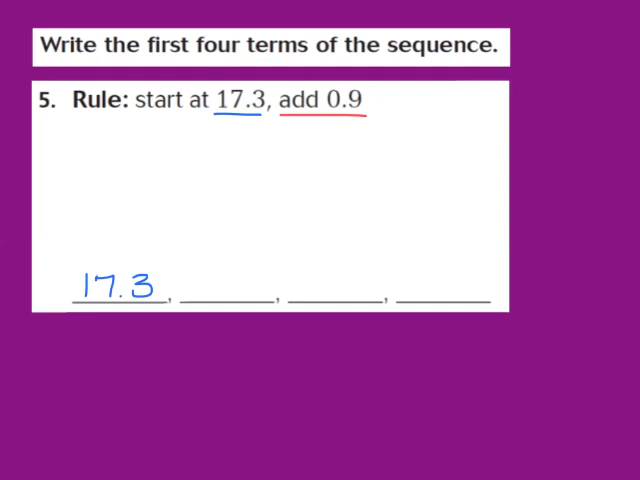 Write the first four terms of the sequence.
5. Rule: start at 17.3, add 0.9
17.3, ______, ______, ______